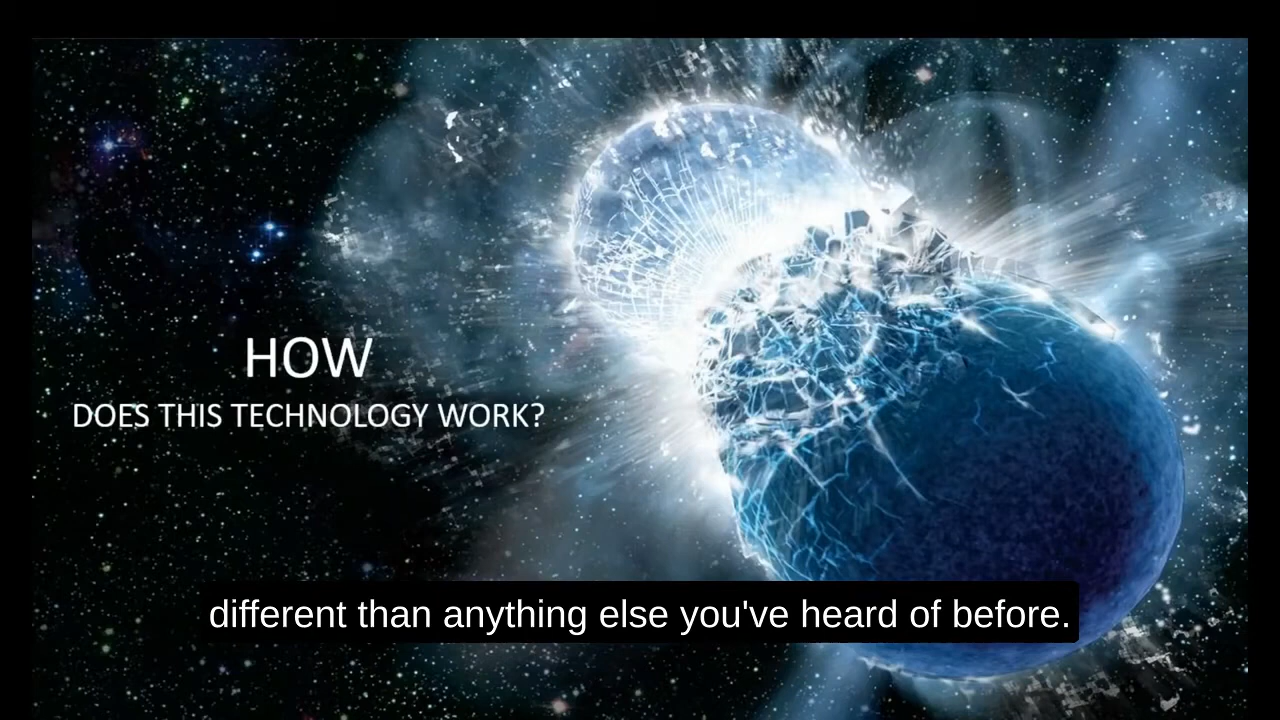 HOW
DOES THIS TECHNOLOGY WORK?
different than anything else you've heard of before.